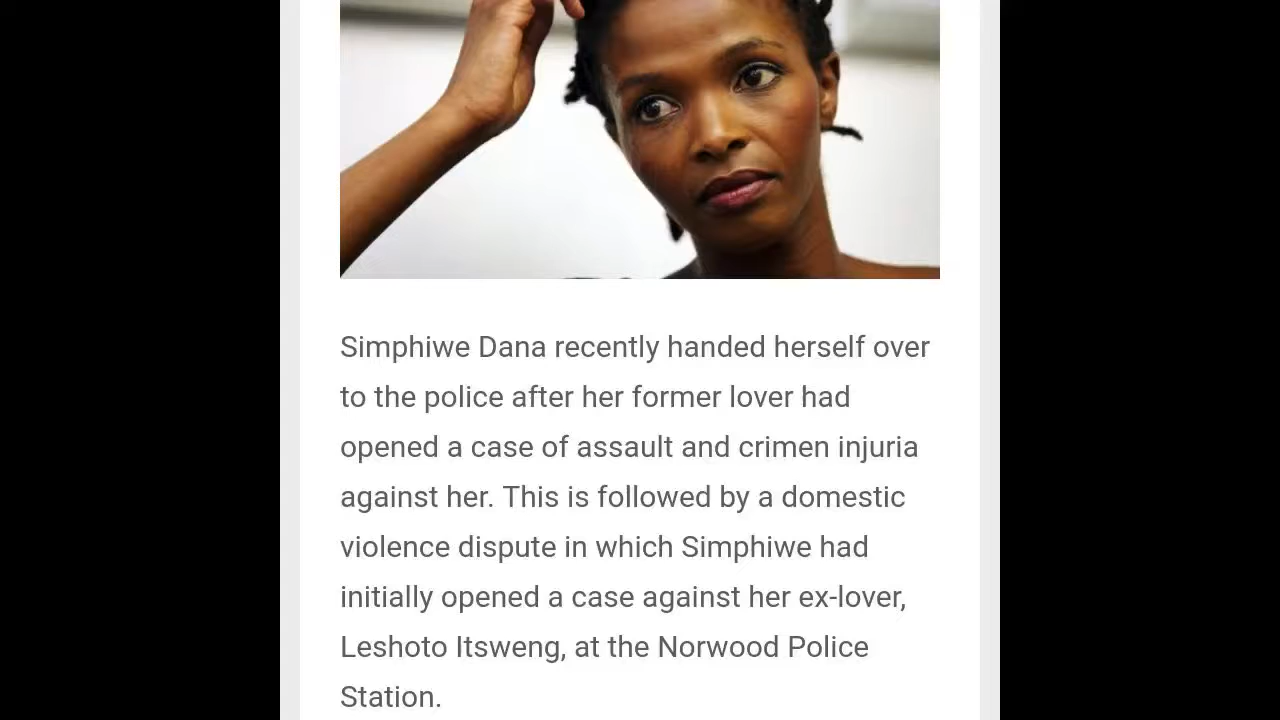 Simphiwe Dana recently handed herself over
to the police after her former lover had
opened a case of assault and crimen injuria
against her. This is followed by a domestic
violence dispute in which Simphiwe had
initially opened a case against her ex-lover,
Leshoto Itsweng, at the Norwood Police
Station.